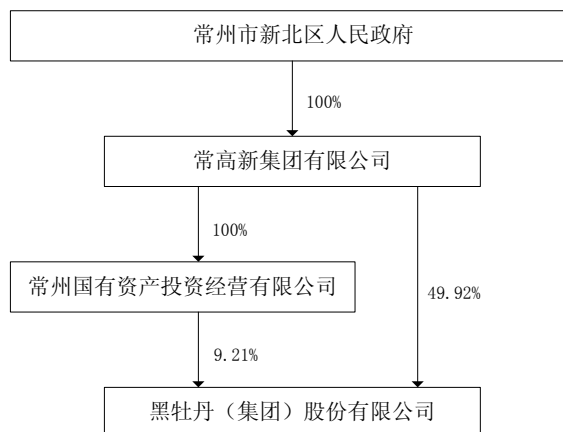 常州市新北区人民政府
100%
常高新集团有限公司
100%
常州国有资产投资经营有限公司
49.92%
9.21%
黑牡丹（集团）股份有限公司